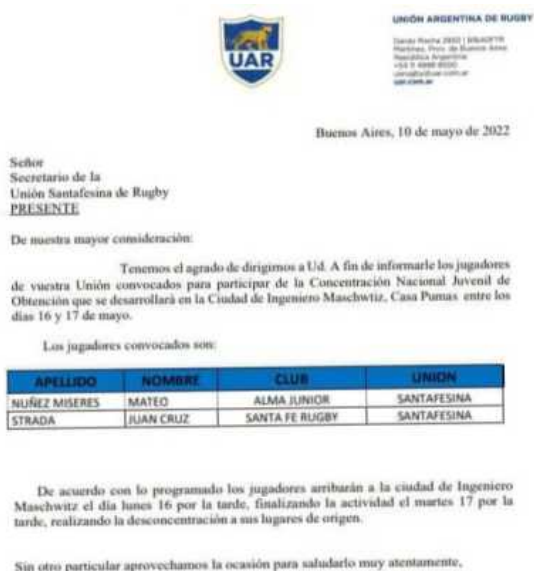 UAR
UNIÓN ARGENTINA DE RUGBY
Buenos Aires, 10 de mayo de 2022
Señor
Secretario de la
Unión Santafesina de Rugby
PRESENTE
De nuestra mayor consideración:
Tenemos el agrado de dirigirnos a Ud. A fin de informarle los jugadores
de vuestra Unión convocados para participar de la Concentración Nacional Juvenil de
Obtención que se desarrollará en la Ciudad de Ingeniero Maschwtiz, Casa Pumas entre los
días 16 y 17 de mayo.
Los jugadores convocados son:
APELLIDO NOMBRE CLUB UNION
NUÑEZ MISERES MATEO ALMA JUNIOR SANTAFESINA
STRADA JUAN CRUZ SANTA FE RUGBY SANTAFESINA
De acuerdo con lo programado los jugadores arribarán a la ciudad de Ingeniero
Maschwitz el día lunes 16 por la tarde, finalizando la actividad el martes 17 por la
tarde, realizando la desconcentración a sus lugares de origen.
Sin otro particular aprovechamos la ocasión para saludarlo muy atentamente,